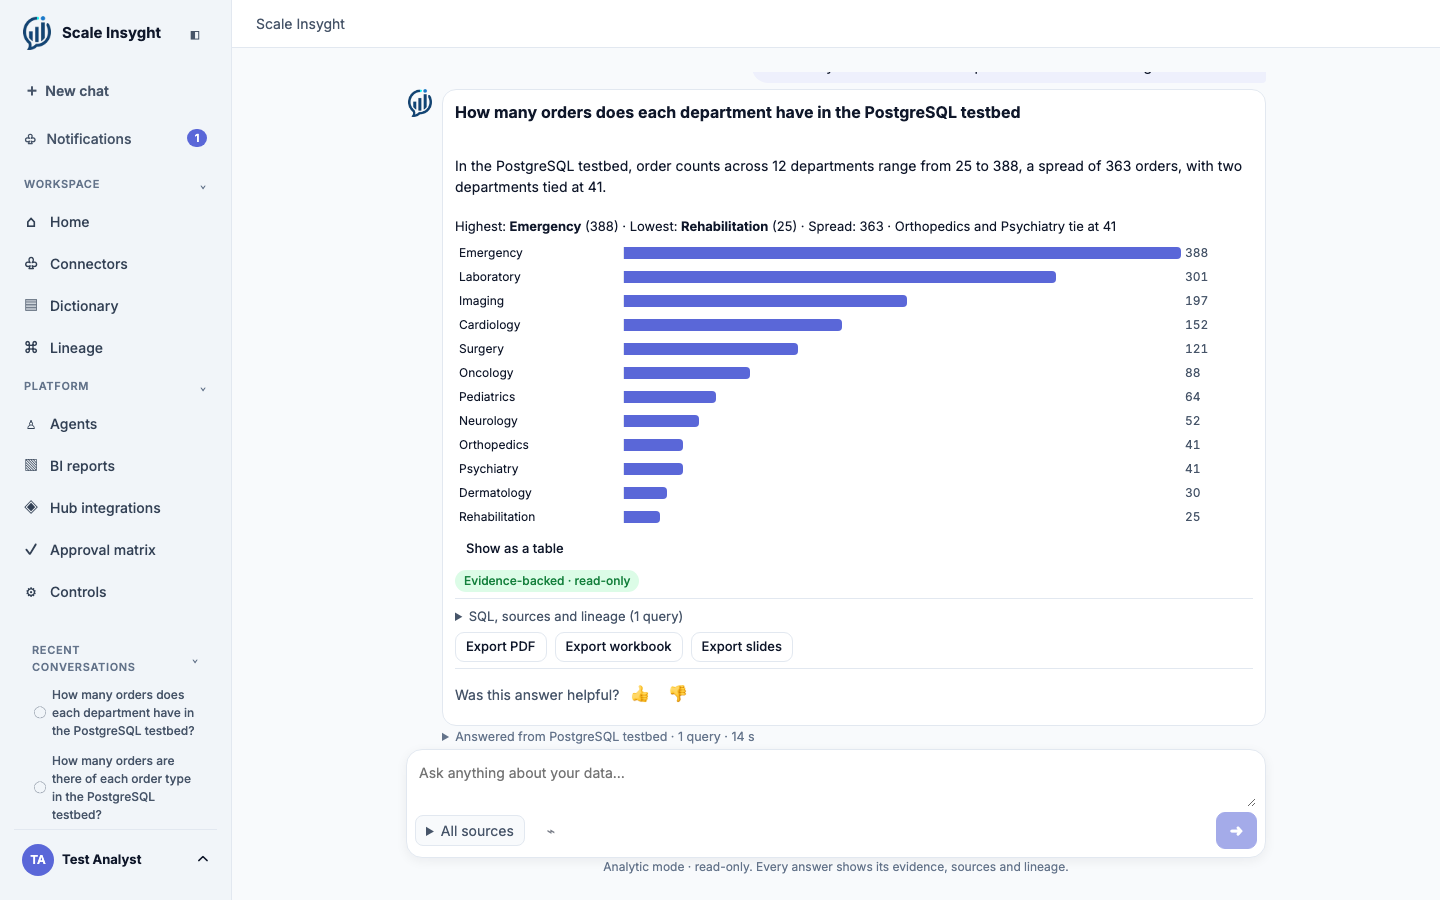 Scale Insyght
Scale Insyght
+ New chat
Notifications 1
WORKSPACE
Home
Connectors
Dictionary
Lineage
PLATFORM
Agents
BI reports
Hub integrations
Approval matrix
Controls
RECENT
CONVERSATIONS
How many orders does
each department have in
the PostgreSQL testbed?
How many orders are
there of each order type
in the PostgreSQL
testbed?
TA Test Analyst
How many orders does each department have in the PostgreSQL testbed
In the PostgreSQL testbed, order counts across 12 departments range from 25 to 388, a spread of 363 orders, with two
departments tied at 41.
Highest: Emergency (388) · Lowest: Rehabilitation (25) · Spread: 363 · Orthopedics and Psychiatry tie at 41
Emergency 388
Laboratory 301
Imaging 197
Cardiology 152
Surgery 121
Oncology 88
Pediatrics 64
Neurology 52
Orthopedics 41
Psychiatry 41
Dermatology 30
Rehabilitation 25
Show as a table
Evidence-backed · read-only
SQL, sources and lineage (1 query)
Export PDF Export workbook Export slides
Was this answer helpful? 👍 👎
Answered from PostgreSQL testbed · 1 query · 14 s
Ask anything about your data...
All sources
Analytic mode · read-only. Every answer shows its evidence, sources and lineage.